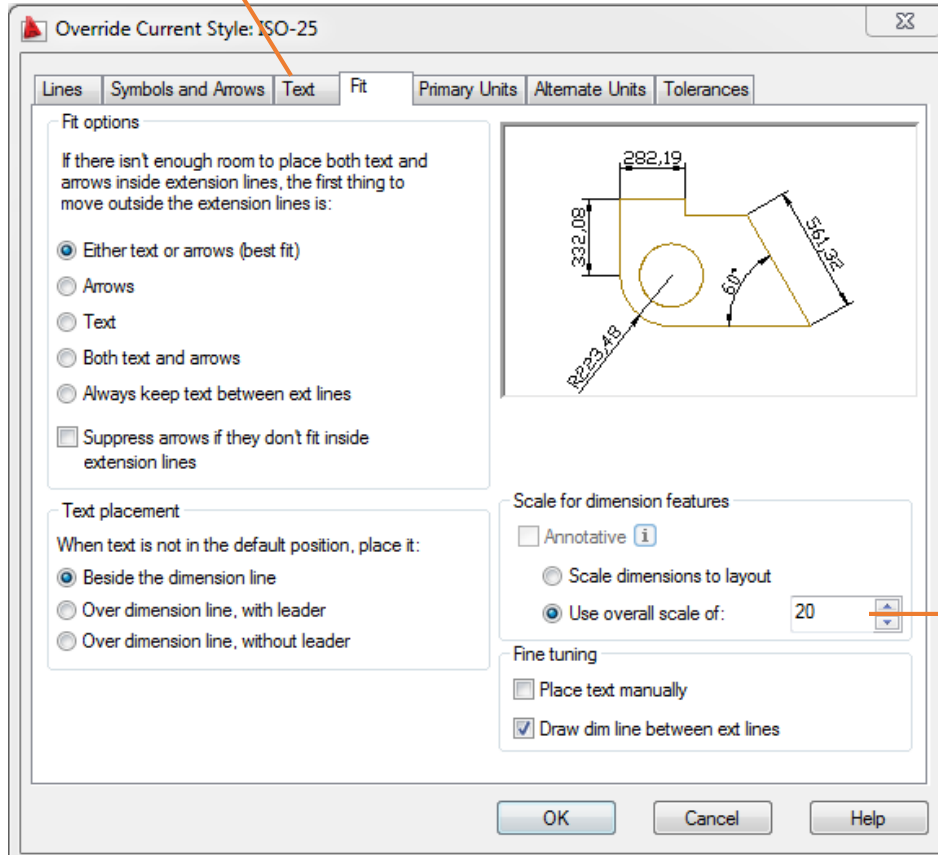 Override Current Style: ISO-25
Lines Symbols and Arrows Text Fit Primary Units Alternate Units Tolerances
Fit options
If there isn't enough room to place both text and
arrows inside extension lines, the first thing to
move outside the extension lines is:
Either text or arrows (best fit)
Arrows
Text
Both text and arrows
Always keep text between ext lines
Suppress arrows if they don't fit inside
extension lines
Text placement
When text is not in the default position, place it:
Beside the dimension line
Over dimension line, with leader
Over dimension line, without leader
282,19
332,08
561,32
60°
R223,48
Scale for dimension features
Annotative i
Scale dimensions to layout
Use overall scale of: 20
Fine tuning
Place text manually
Draw dim line between ext lines
OK Cancel Help